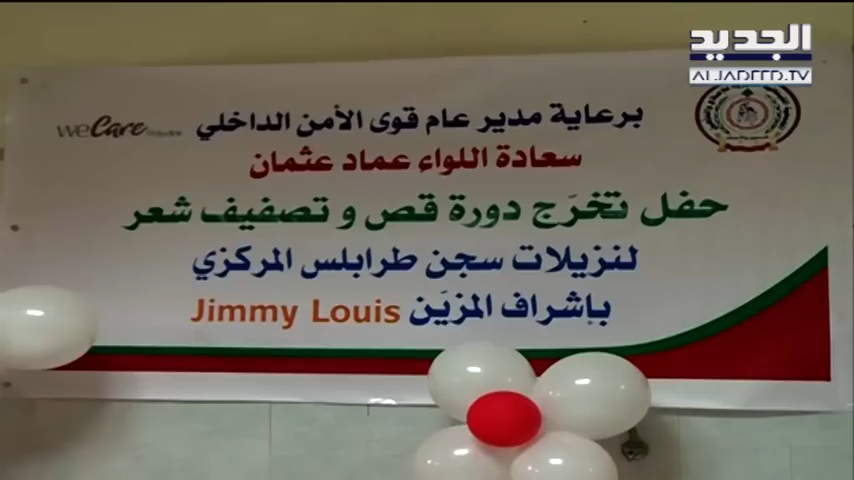 الجديد
ALJADEED.TV
weCare
برعاية مدير عام قوى الأمن الداخلي
سعادة اللواء عماد عثمان
حفل تخرّج دورة قص و تصفيف شعر
لنزيلات سجن طرابلس المركزي
بإشراف المزيّن Jimmy Louis